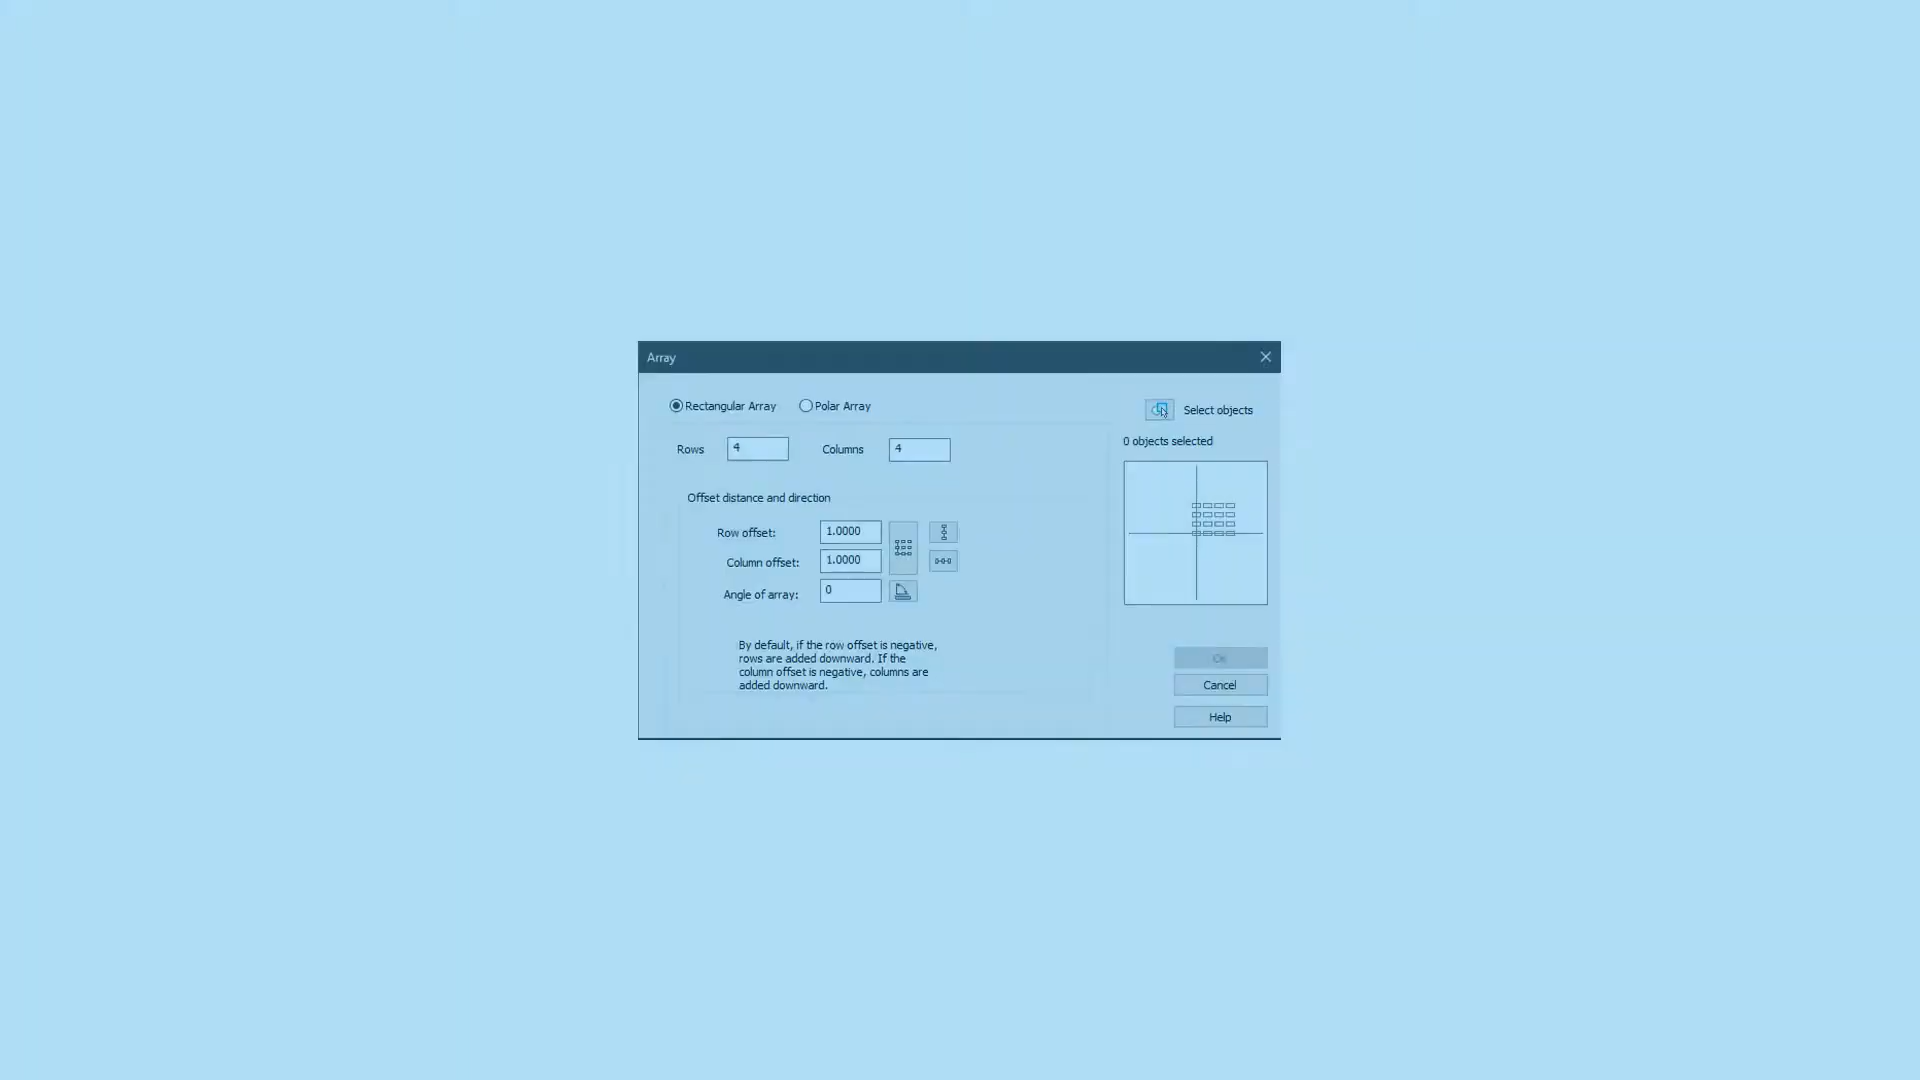 Array
Rectangular Array
Polar Array
Select objects
Rows
4
Columns
4
0 objects selected
Offset distance and direction
Row offset:
1.0000
Column offset:
1.0000
Angle of array:
0
By default, if the row offset is negative,
rows are added downward. If the
column offset is negative, columns are
added downward.
Cancel
Help